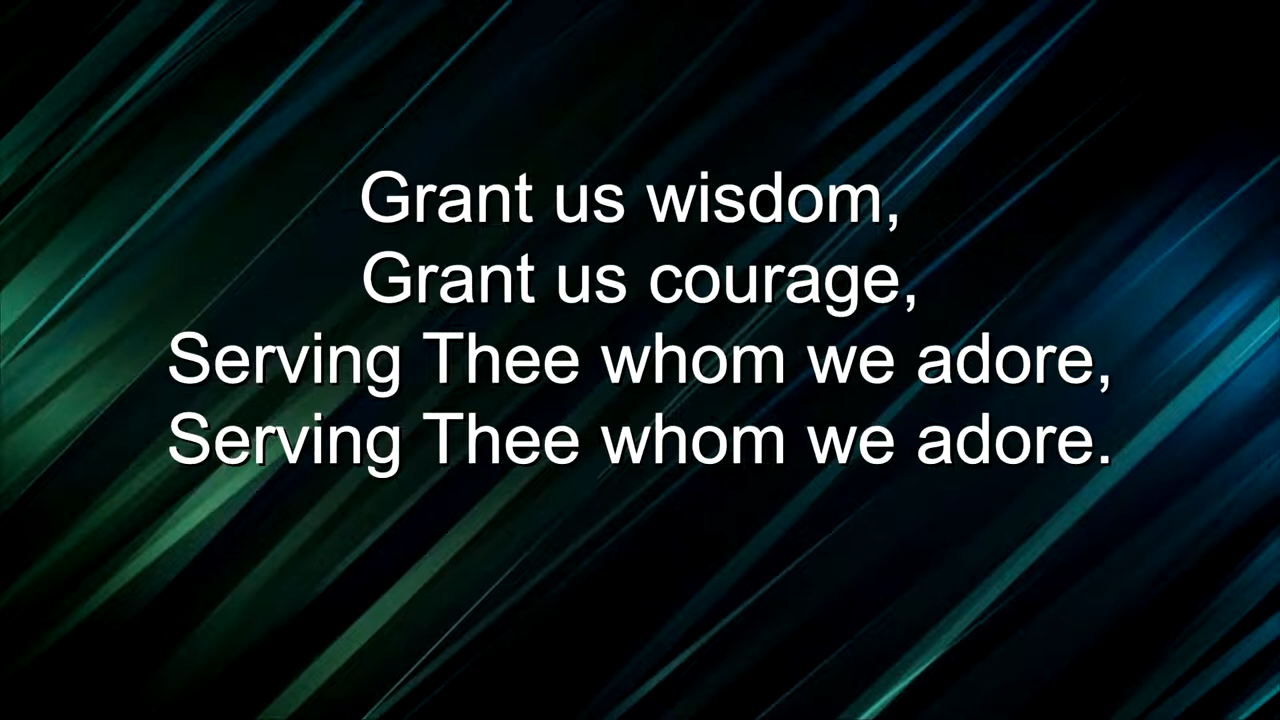 Grant us wisdom,
Grant us courage,
Serving Thee whom we adore,
Serving Thee whom we adore.